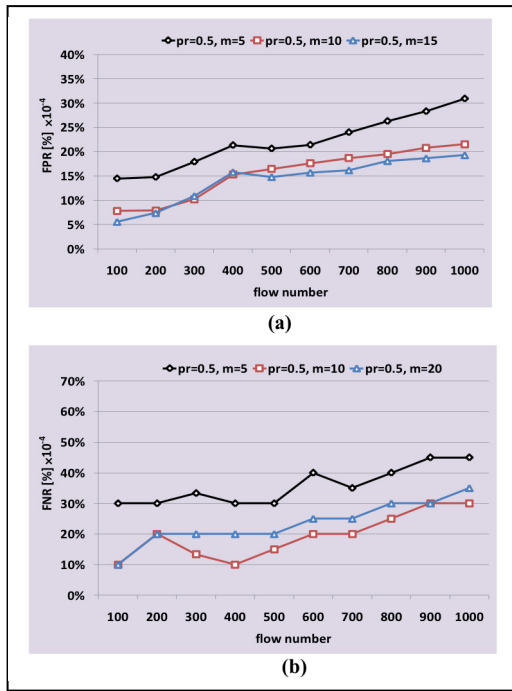 pr=0.5, m=5 pr=0.5, m=10 pr=0.5, m=15
FPR [%] ×10⁻⁴
40%
35%
30%
25%
20%
15%
10%
5%
0%
100 200 300 400 500 600 700 800 900 1000
flow number
(a)
pr=0.5, m=5 pr=0.5, m=10 pr=0.5, m=20
FNR [%] ×10⁻⁴
70%
60%
50%
40%
30%
20%
10%
0%
100 200 300 400 500 600 700 800 900 1000
flow number
(b)